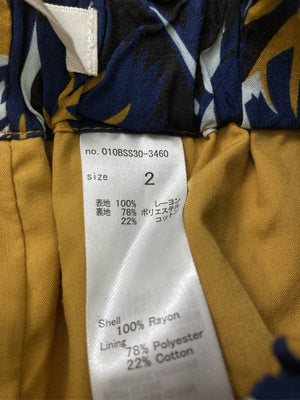 no. 010BSS30-3460
size 2
表地 100% レーヨン
裏地 78% ポリエステル
22% コットン
Shell
100% Rayon
Lining
78% Polyester
22% Cotton